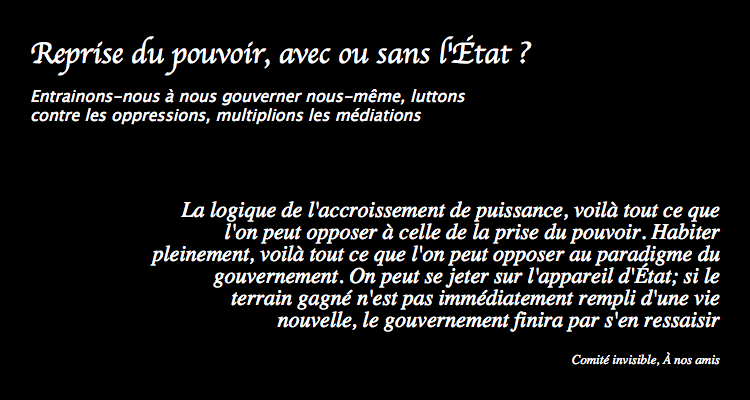 Reprise du pouvoir, avec ou sans l'État ?
Entrainons-nous à nous gouverner nous-même, luttons
contre les oppressions, multiplions les médiations
La logique de l'accroissement de puissance, voilà tout ce que
l'on peut opposer à celle de la prise du pouvoir. Habiter
pleinement, voilà tout ce que l'on peut opposer au paradigme du
gouvernement. On peut se jeter sur l'appareil d'État; si le
terrain gagné n'est pas immédiatement rempli d'une vie
nouvelle, le gouvernement finira par s'en ressaisir
Comité invisible, À nos amis